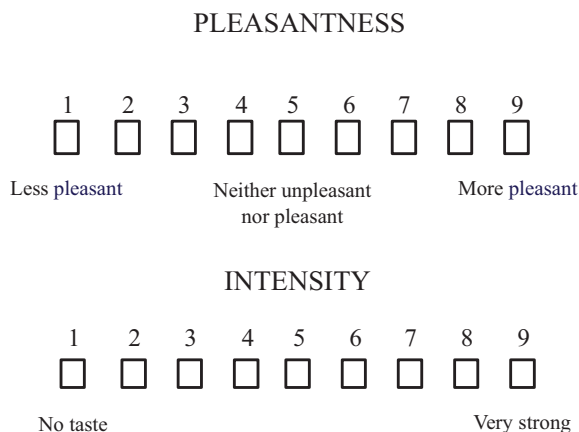 PLEASANTNESS
1 2 3 4 5 6 7 8 9
Less pleasant Neither unpleasant More pleasant
nor pleasant
INTENSITY
1 2 3 4 5 6 7 8 9
No taste Very strong